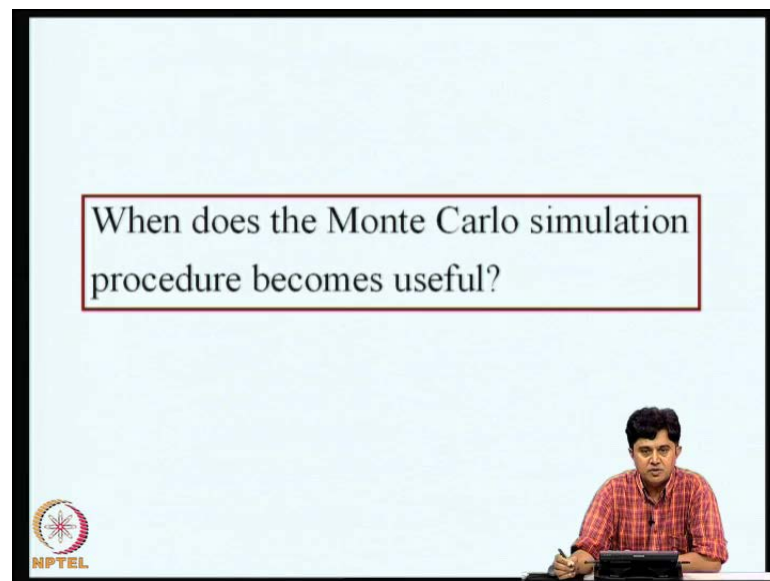 When does the Monte Carlo simulation
procedure becomes useful?
NPTEL